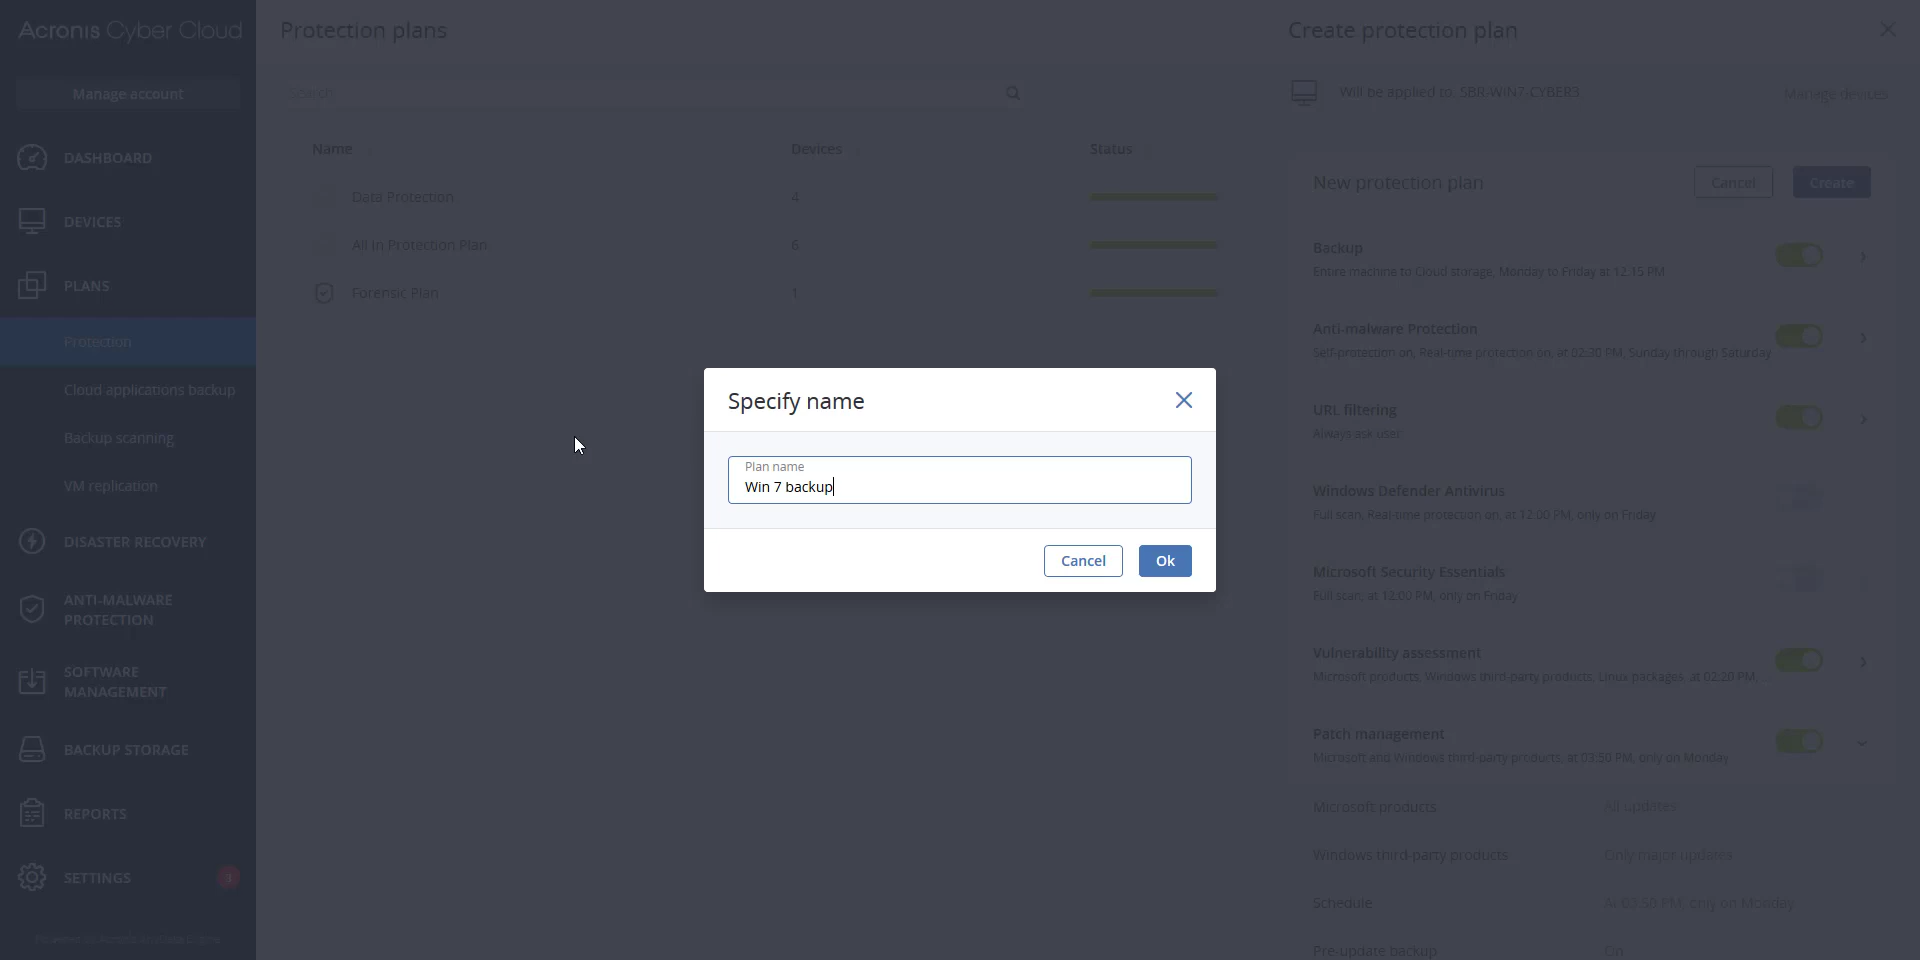 Acronis Cyber Cloud
Manage account
DASHBOARD
DEVICES
PLANS
Protection
Cloud applications backup
Backup scanning
VM replication
DISASTER RECOVERY
ANTI-MALWARE
PROTECTION
SOFTWARE
MANAGEMENT
BACKUP STORAGE
REPORTS
SETTINGS
3
Protection plans
Search
Name
Devices
Status
Data Protection
4
All In Protection Plan
6
Forensic Plan
1
Specify name
Plan name
Win 7 backup
Cancel
Ok
Create protection plan
Will be applied to: SBR-WIN7-CYBER3
Manage devices
New protection plan
Cancel
Create
Backup
Entire machine to Cloud storage, Monday to Friday at 12:15 PM
Anti-malware Protection
Self-protection on, Real-time protection on, at 02:30 PM, Sunday through Saturday
URL filtering
Always ask user
Windows Defender Antivirus
Full scan, Real-time protection on, at 12:00 PM, only on Friday
Microsoft Security Essentials
Full scan, at 12:00 PM, only on Friday
Vulnerability assessment
Microsoft products, Windows third-party products, Linux packages, at 02:20 PM, ...
Patch management
Microsoft and Windows third-party products, at 03:50 PM, only on Monday
Microsoft products
All updates
Windows third-party products
Only major updates
Schedule
At 03:50 PM, only on Monday
Pre-update backup
On